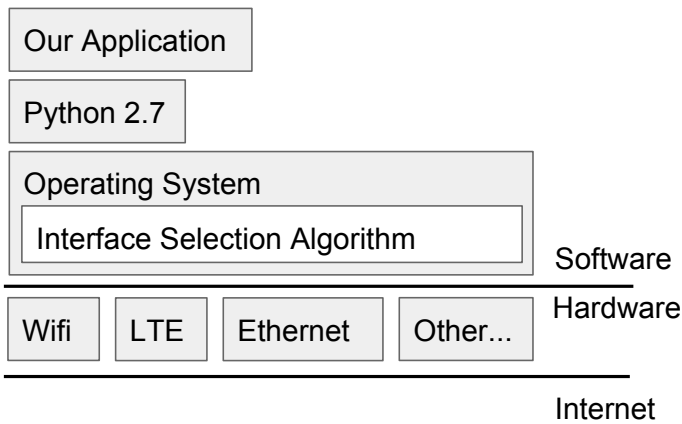 Our Application
Python 2.7
Operating System
Interface Selection Algorithm
Software
Hardware
Wifi
LTE
Ethernet
Other...
Internet